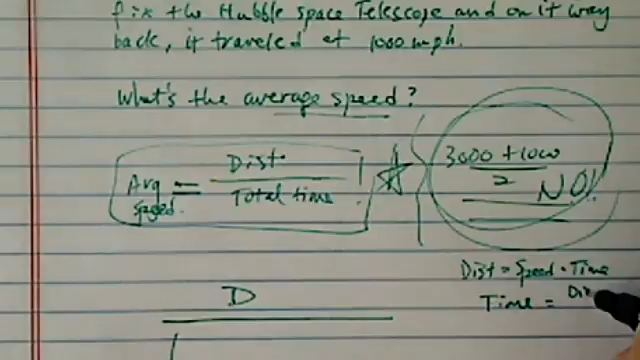 fix the Hubble Space Telescope and on it way
back, it traveled at 1000 mph.
What's the average speed?
Avg speed. = Dist. / Total time !
3000 + 1000 / 2 NO!!
Dist = Speed · Time
Time = Dis
D